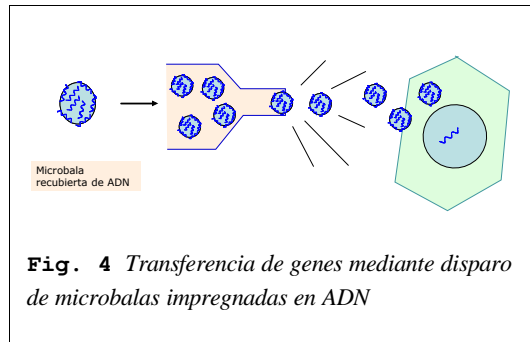 Microbala
recubierta de ADN
Fig. 4 Transferencia de genes mediante disparo
de microbalas impregnadas en ADN